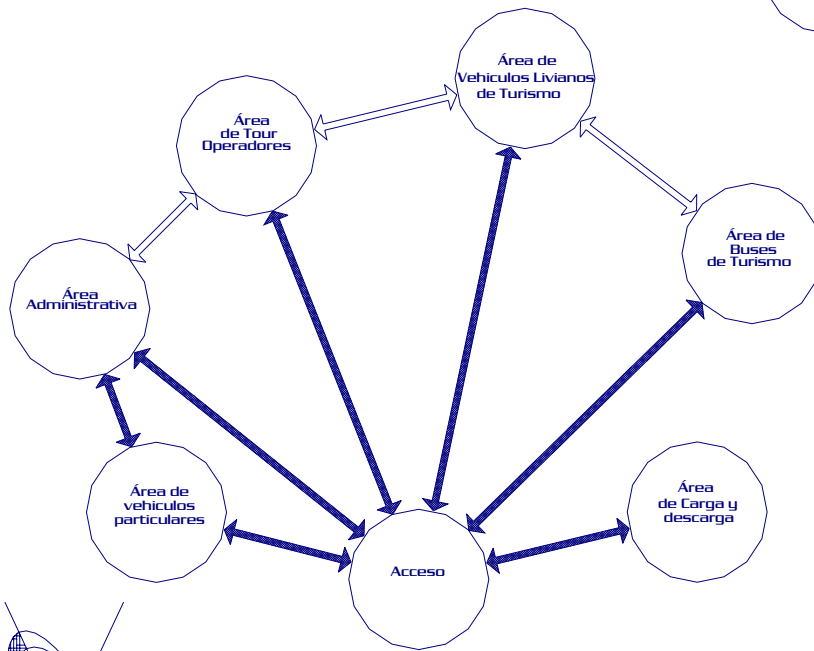 Área de
Vehiculos Livianos
de Turismo
Área
de Tour
Operadores
Área de
Buses
de Turismo
Área
Administrativa
Área de
vehiculos
particulares
Área
de Carga y
descarga
Acceso